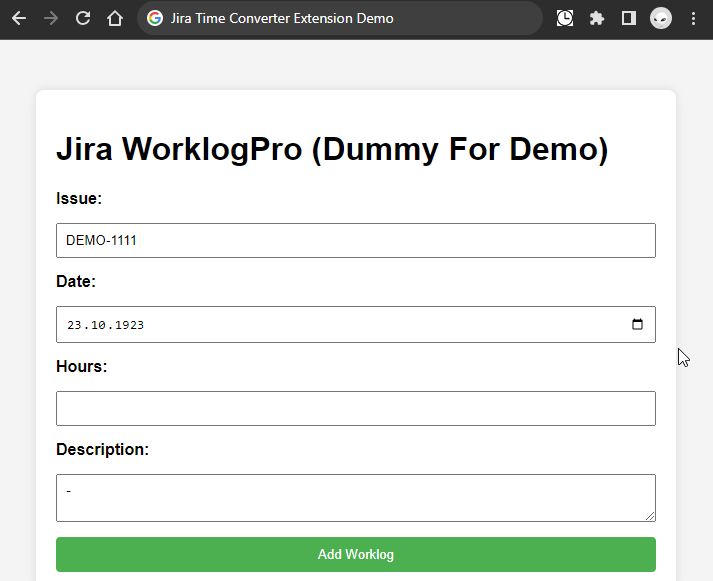 Jira Time Converter Extension Demo
Jira WorklogPro (Dummy For Demo)
Issue:
DEMO-1111
Date:
23.10.1923
Hours:
Description:
-
Add Worklog